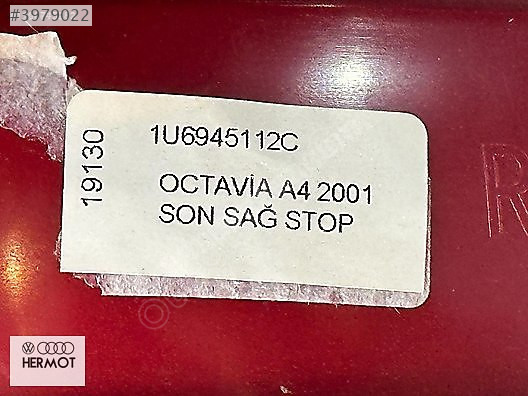 #3979022
19130
1U6945112C
OCTAVİA A4 2001
SON SAĞ STOP
R
HERMOT